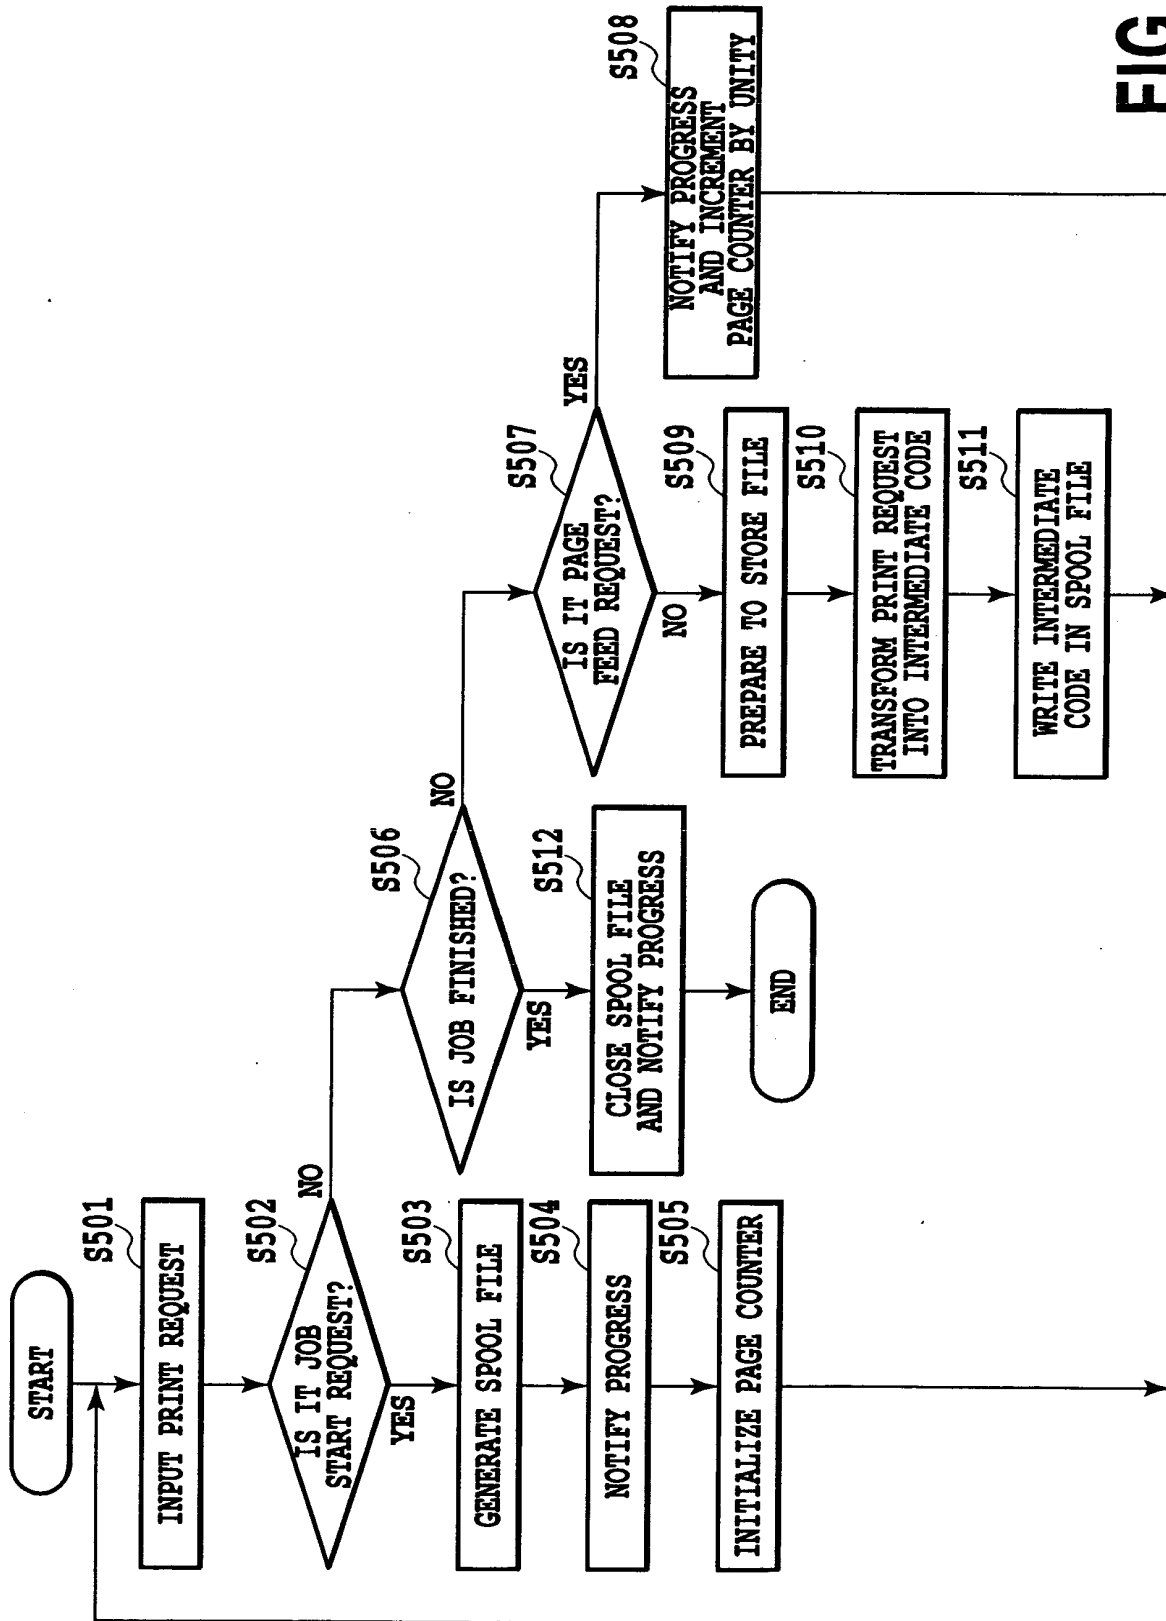 START
S501
INPUT PRINT REQUEST
S502
IS IT JOB
START REQUEST?
NO
YES
S503
GENERATE SPOOL FILE
S504
NOTIFY PROGRESS
S505
INITIALIZE PAGE COUNTER
S506
IS JOB FINISHED?
NO
YES
S512
CLOSE SPOOL FILE
AND NOTIFY PROGRESS
END
S507
IS IT PAGE
FEED REQUEST?
YES
NO
S508
NOTIFY PROGRESS
AND INCREMENT
PAGE COUNTER BY UNITY
S509
PREPARE TO STORE FILE
S510
TRANSFORM PRINT REQUEST
INTO INTERMEDIATE CODE
S511
WRITE INTERMEDIATE
CODE IN SPOOL FILE
FIG